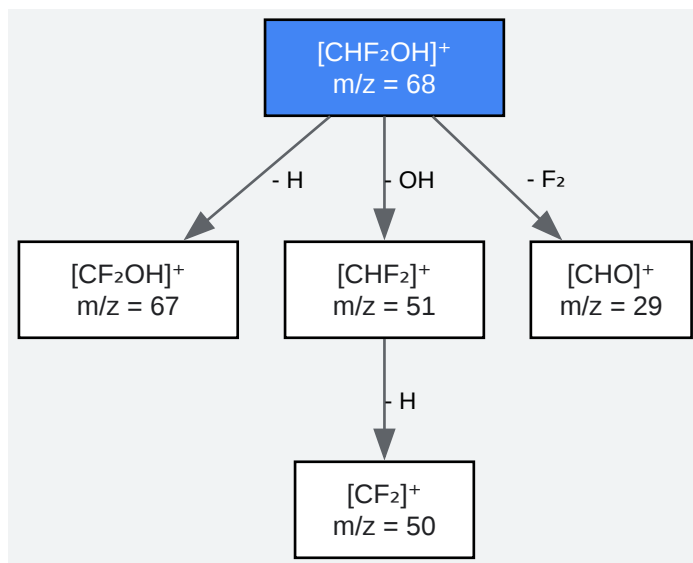 [CHF₂OH]⁺
m/z = 68
- H
- OH
- F₂
[CF₂OH]⁺
m/z = 67
[CHF₂]⁺
m/z = 51
[CHO]⁺
m/z = 29
- H
[CF₂]⁺
m/z = 50